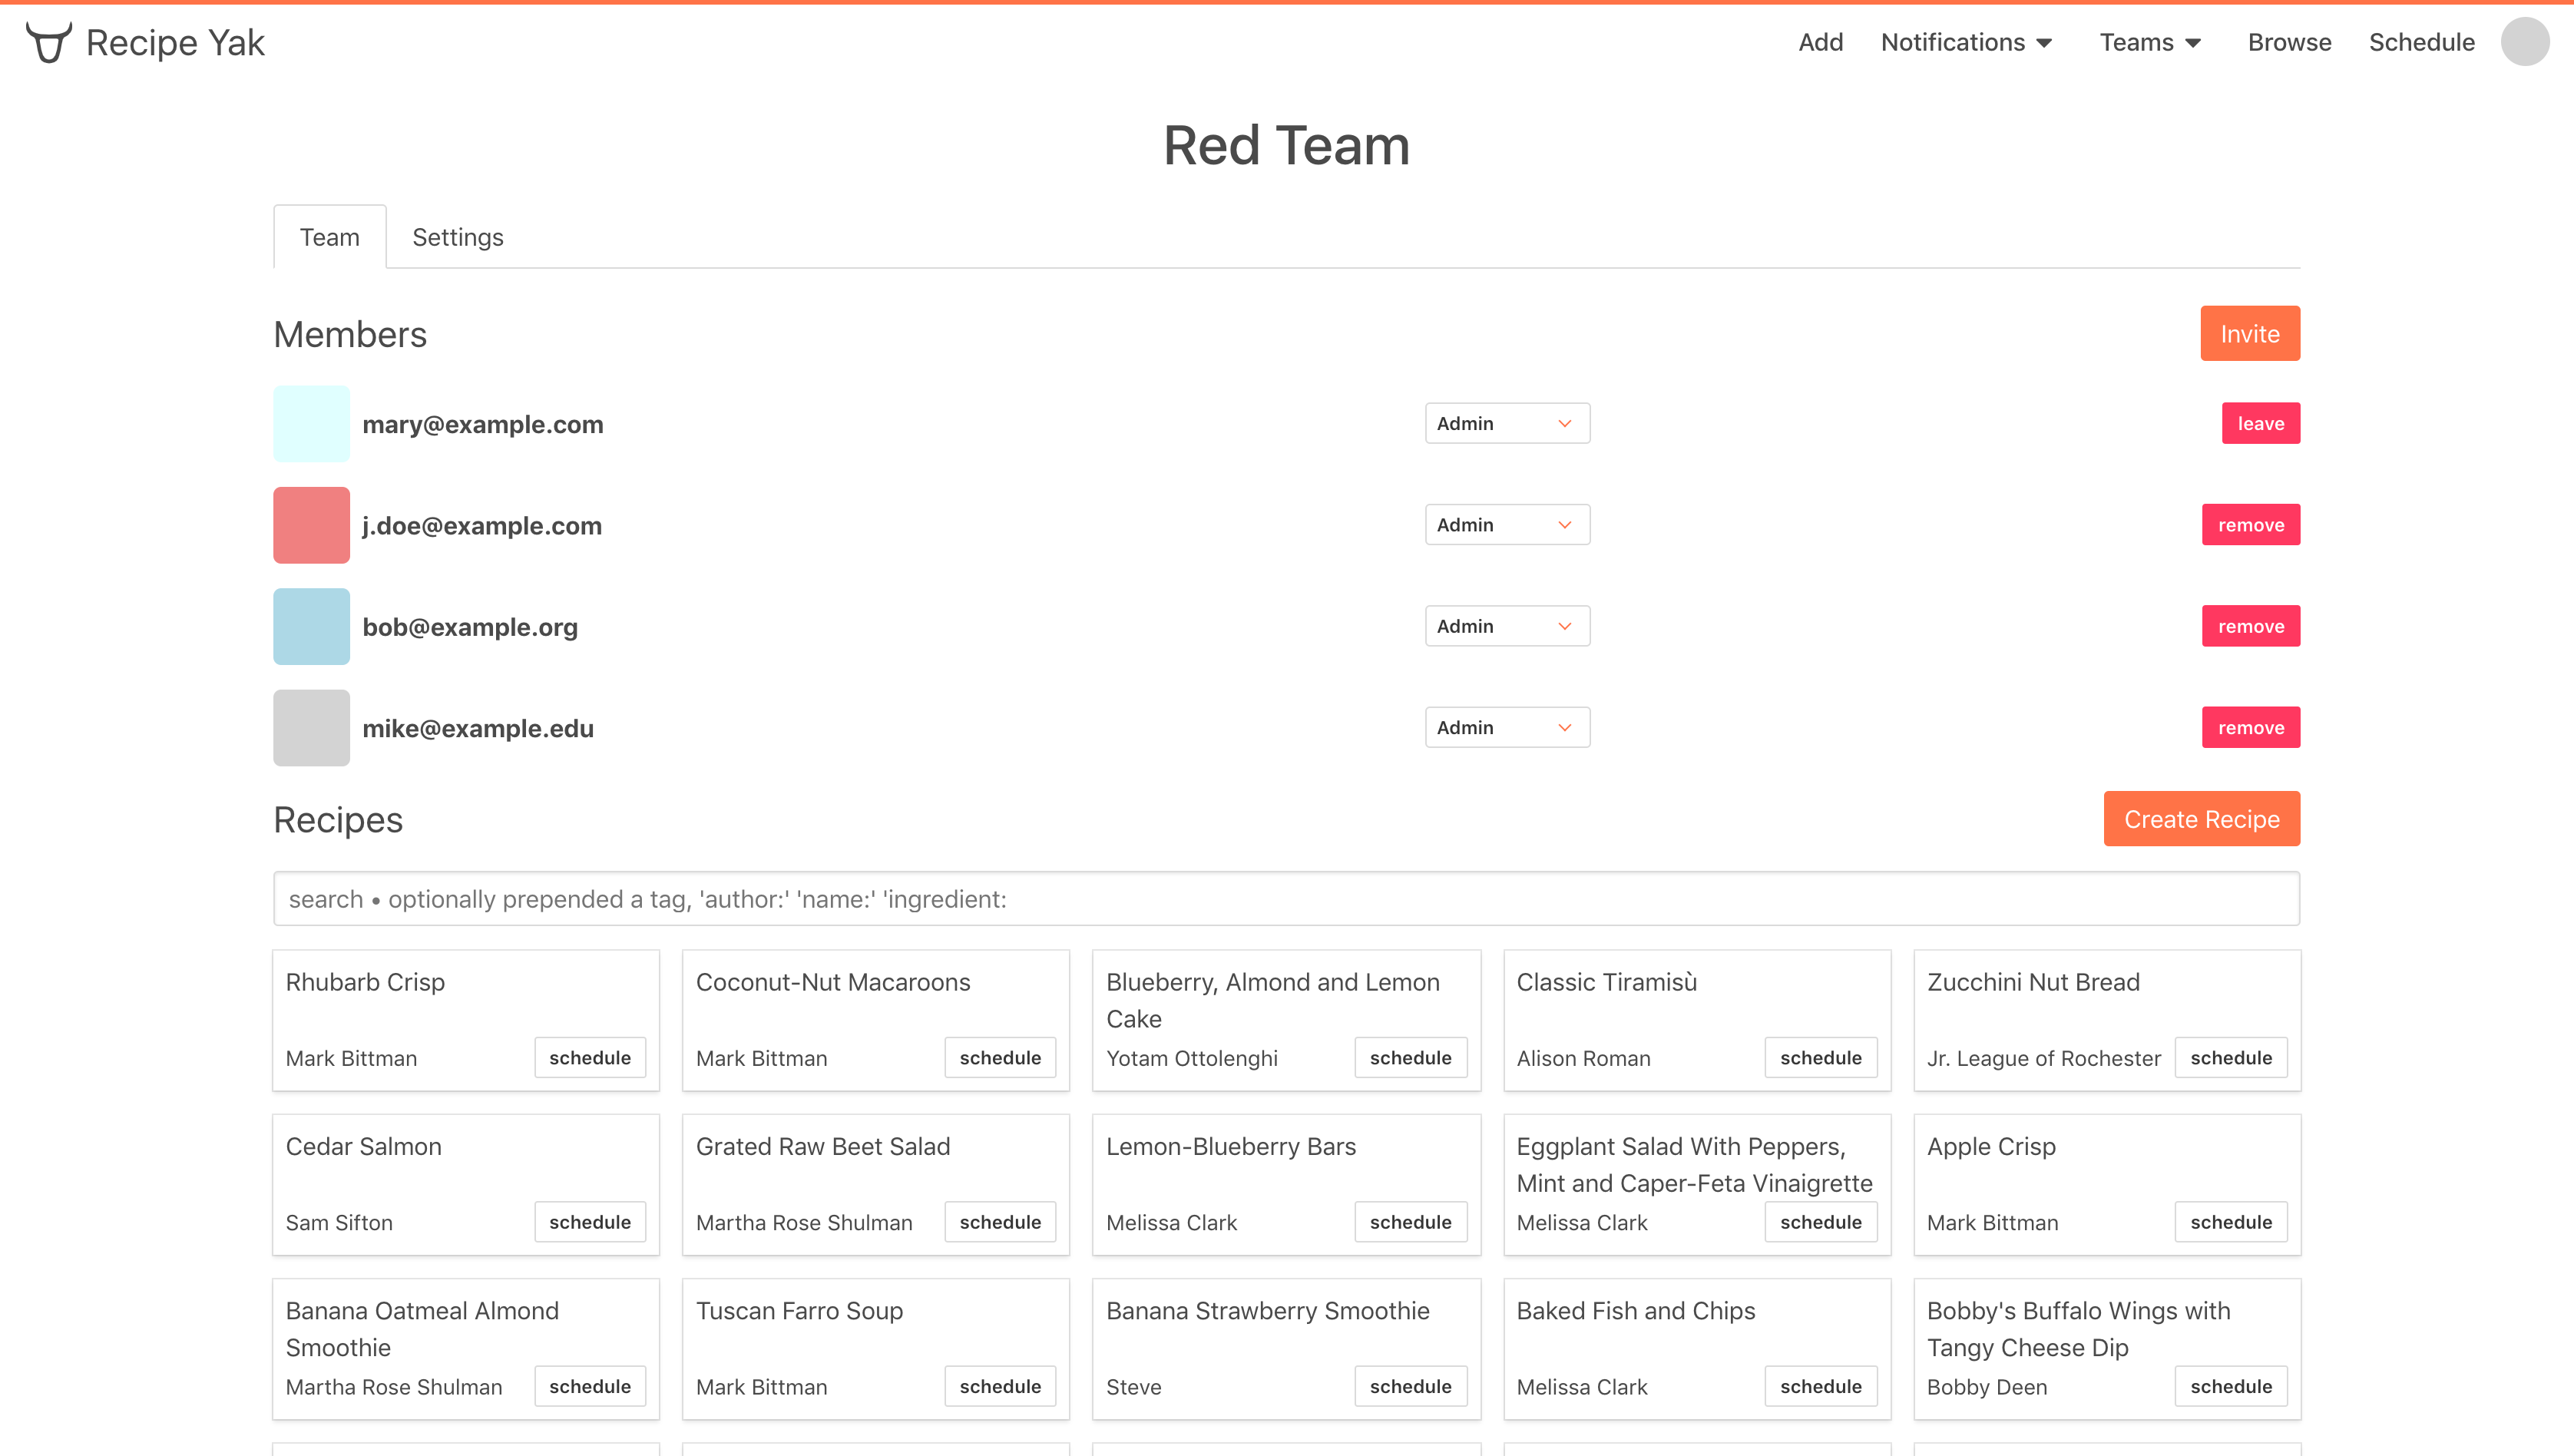 Recipe Yak
Add Notifications Teams Browse Schedule
Red Team
Team Settings
Members Invite
mary@example.com Admin leave
j.doe@example.com Admin remove
bob@example.org Admin remove
mike@example.edu Admin remove
Recipes Create Recipe
search • optionally prepended a tag, 'author:' 'name:' 'ingredient:
Rhubarb Crisp
Mark Bittman schedule
Coconut-Nut Macaroons
Mark Bittman schedule
Blueberry, Almond and Lemon
Cake
Yotam Ottolenghi schedule
Classic Tiramisù
Alison Roman schedule
Zucchini Nut Bread
Jr. League of Rochester schedule
Cedar Salmon
Sam Sifton schedule
Grated Raw Beet Salad
Martha Rose Shulman schedule
Lemon-Blueberry Bars
Melissa Clark schedule
Eggplant Salad With Peppers,
Mint and Caper-Feta Vinaigrette
Melissa Clark schedule
Apple Crisp
Mark Bittman schedule
Banana Oatmeal Almond
Smoothie
Martha Rose Shulman schedule
Tuscan Farro Soup
Mark Bittman schedule
Banana Strawberry Smoothie
Steve schedule
Baked Fish and Chips
Melissa Clark schedule
Bobby's Buffalo Wings with
Tangy Cheese Dip
Bobby Deen schedule